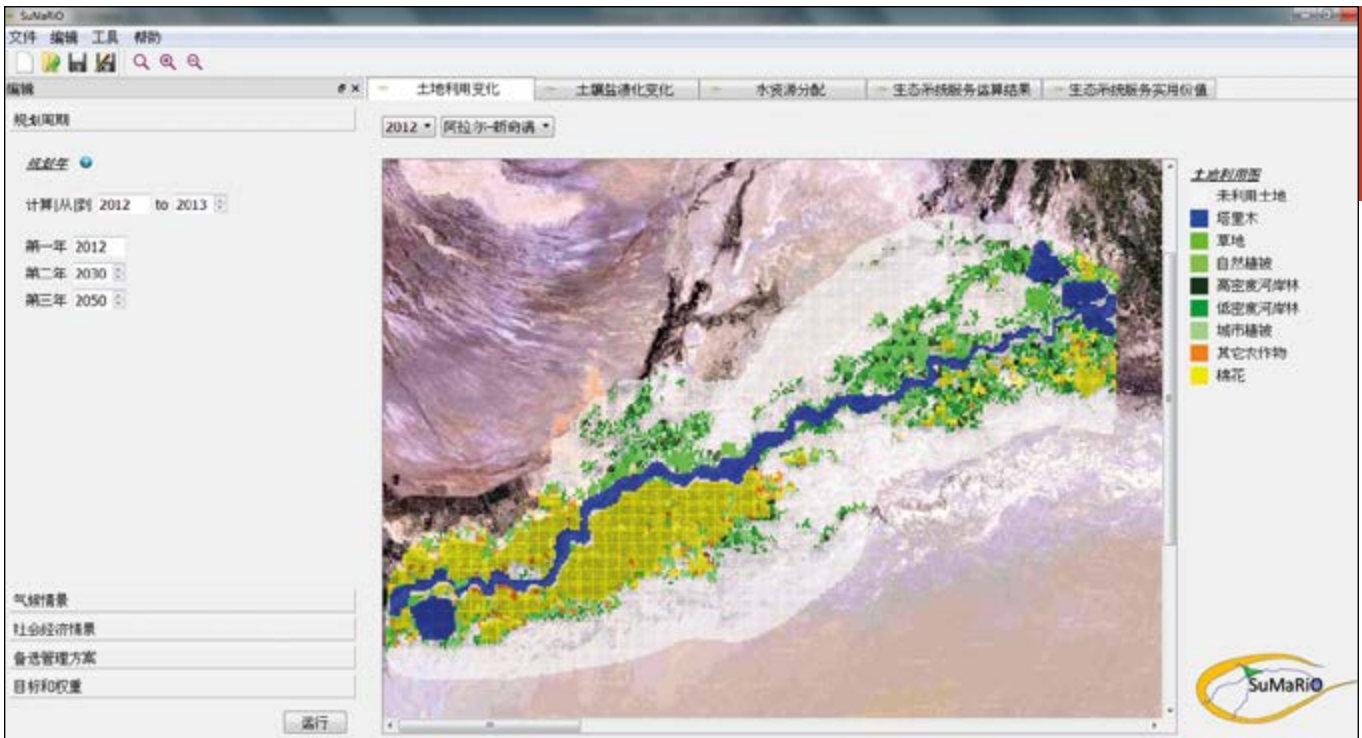 SuMaRiO
文件 编辑 工具 帮助
编辑
土地利用变化 土壤盐渍化变化 水资源分配 生态系统服务运算结果 生态系统服务实用价值
规划周期
2012 阿拉尔-新奇满
规划年
计算|从|到 2012 to 2013
第一年 2012
第二年 2030
第三年 2050
土地利用图
未利用土地
塔里木
草地
自然植被
高密度河岸林
低密度河岸林
城市植被
其它农作物
棉花
气候情景
社会经济情景
备选管理方案
目标和权重
运行
SuMaRiO